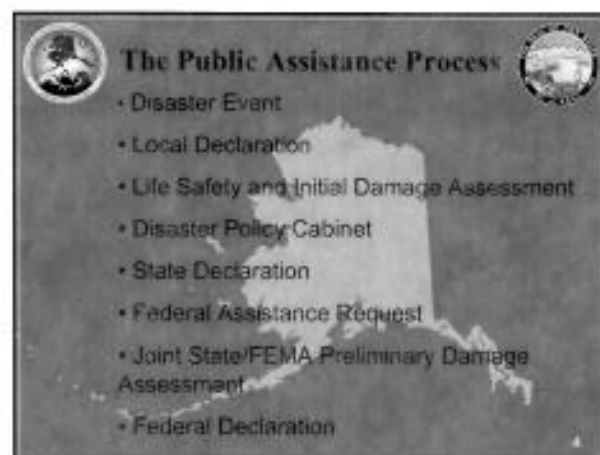 The Public Assistance Process
• Disaster Event
• Local Declaration
• Life Safety and Initial Damage Assessment
• Disaster Policy Cabinet
• State Declaration
• Federal Assistance Request
• Joint State/FEMA Preliminary Damage
Assessment
• Federal Declaration
4